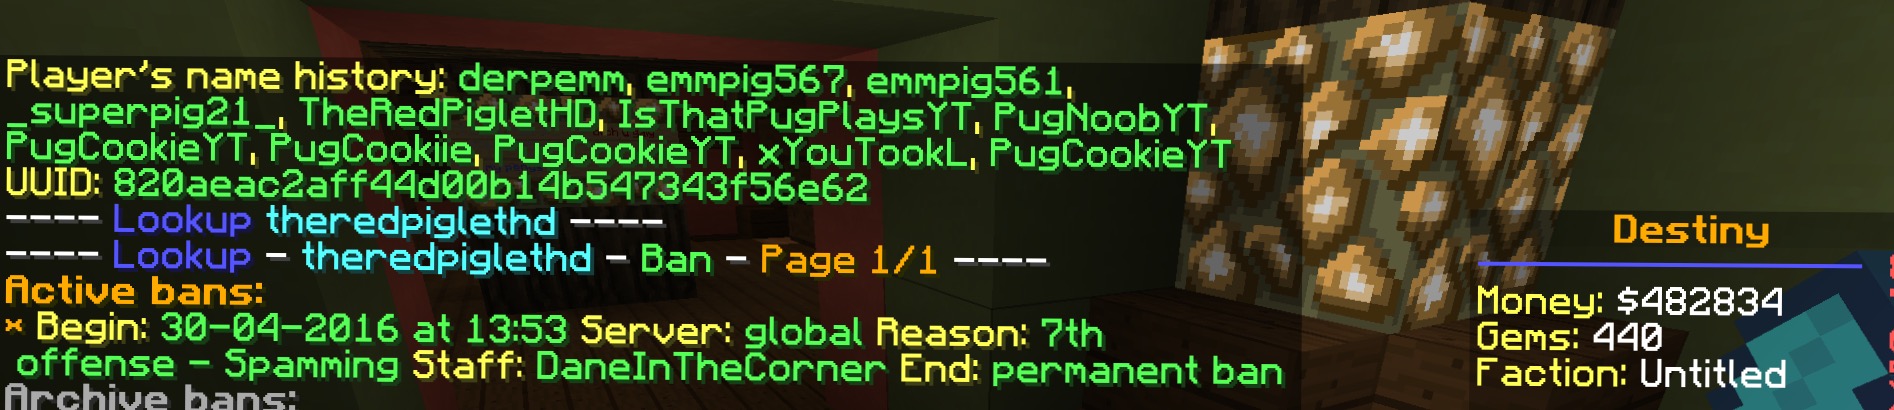 Player's name history: derpemm, emmpig567, emmpig561,
_superpig21_, TheRedPigletHD, IsThatPugPlaysYT, PugNoobYT,
PugCookieYT, PugCookiie, PugCookieYT, xYouTookL, PugCookieYT
UUID: 820aeac2aff44d00b14b547343f56e62
---- Lookup theredpiglethd ----
---- Lookup - theredpiglethd - Ban - Page 1/1 ----
Active bans:
× Begin: 30-04-2016 at 13:53 Server: global Reason: 7th
offense - Spamming Staff: DaneInTheCorner End: permanent ban
Archive bans:
Destiny
Money: $482834
Gems: 440
Faction: Untitled